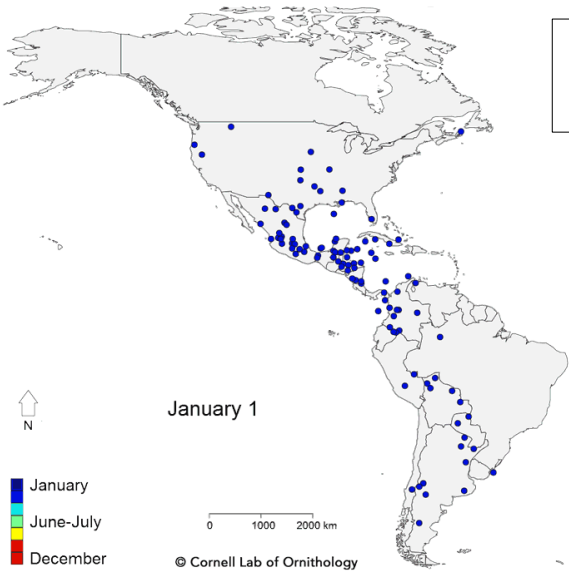 January 1
N
January
June-July
December
0 1000 2000 km
© Cornell Lab of Ornithology